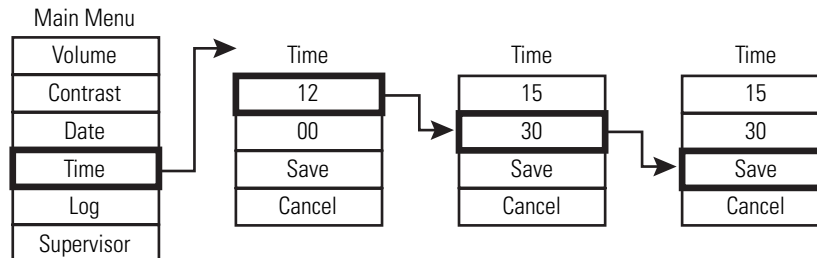 Main Menu
Volume
Contrast
Date
Time
Log
Supervisor
Time
12
00
Save
Cancel
Time
15
30
Save
Cancel
Time
15
30
Save
Cancel